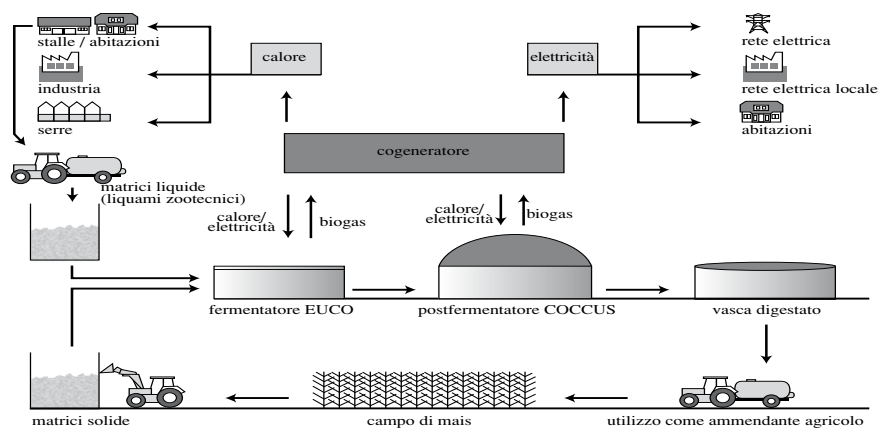 stalle / abitazioni
industria
serre
calore
elettricità
rete elettrica
rete elettrica locale
abitazioni
cogeneratore
matrici liquide
(liquami zootecnici)
calore/
elettricità
biogas
calore/
elettricità
biogas
fermentatore EUCO
postfermentatore COCCUS
vasca digestato
matrici solide
campo di mais
utilizzo come ammendante agricolo